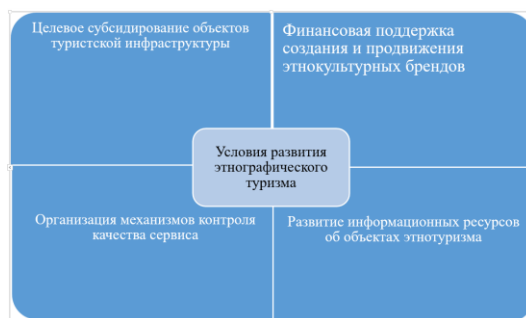 Целевое субсидирование объектов
туристской инфраструктуры
Финансовая поддержка
создания и продвижения
этнокультурных брендов
Условия развития
этнографического
туризма
Организация механизмов контроля
качества сервиса
Развитие информационных ресурсов
об объектах этнотуризма